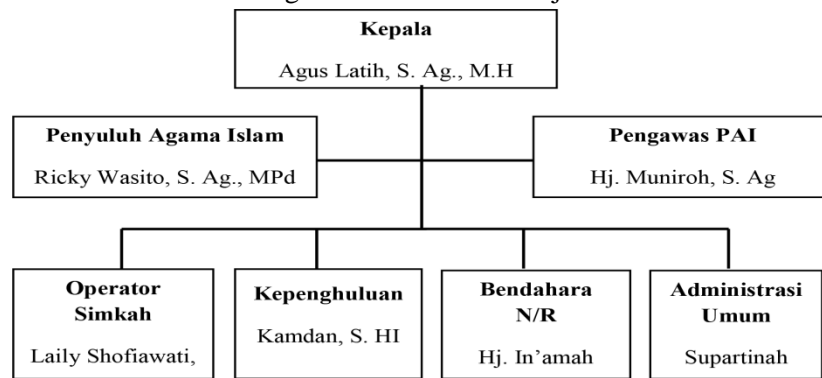 Kepala
Agus Latih, S. Ag., M.H
Penyuluh Agama Islam
Ricky Wasito, S. Ag., MPd
Pengawas PAI
Hj. Muniroh, S. Ag
Operator
Simkah
Laily Shofiawati,
Kepenghuluan
Kamdan, S. HI
Bendahara
N/R
Hj. In’amah
Administrasi
Umum
Supartinah